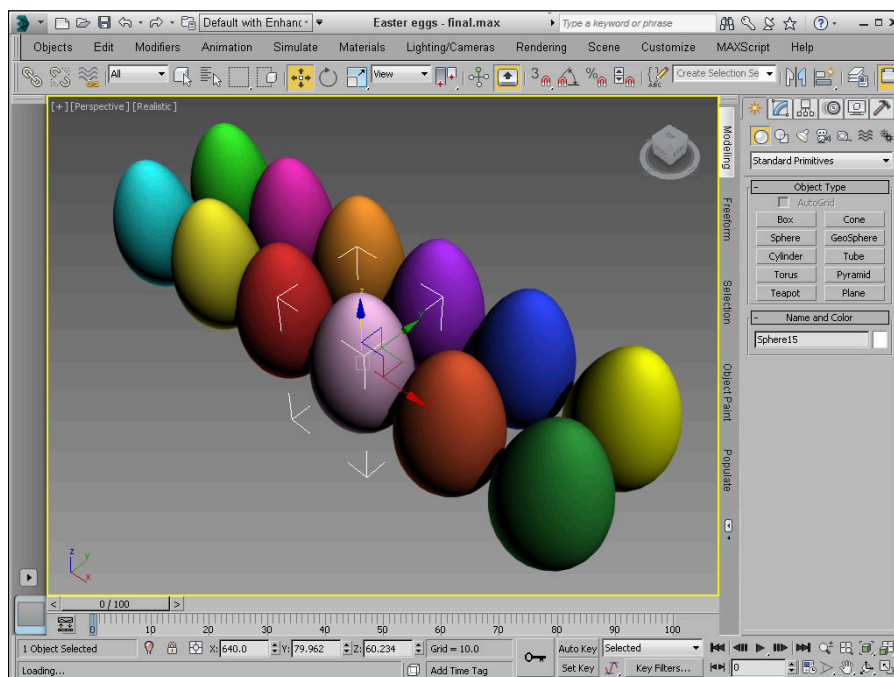 Default with Enhanc
Easter eggs - final.max
Type a keyword or phrase
Objects Edit Modifiers Animation Simulate Materials Lighting/Cameras Rendering Scene Customize MAXScript Help
All
View
3
%
ABC
Create Selection Se
[+][Perspective][Realistic]
Modeling
Freeform
Selection
Object Paint
Populate
Standard Primitives
- Object Type
AutoGrid
Box Cone
Sphere GeoSphere
Cylinder Tube
Torus Pyramid
Teapot Plane
- Name and Color
Sphere15
z
y
z
y
x
< 0 / 100 >
0 10 20 30 40 50 60 70 80 90 100
1 Object Selected X: 640.0 Y: 79.962 Z: 60.234 Grid = 10.0 Auto Key Selected
Loading... Add Time Tag Set Key Key Filters... 0